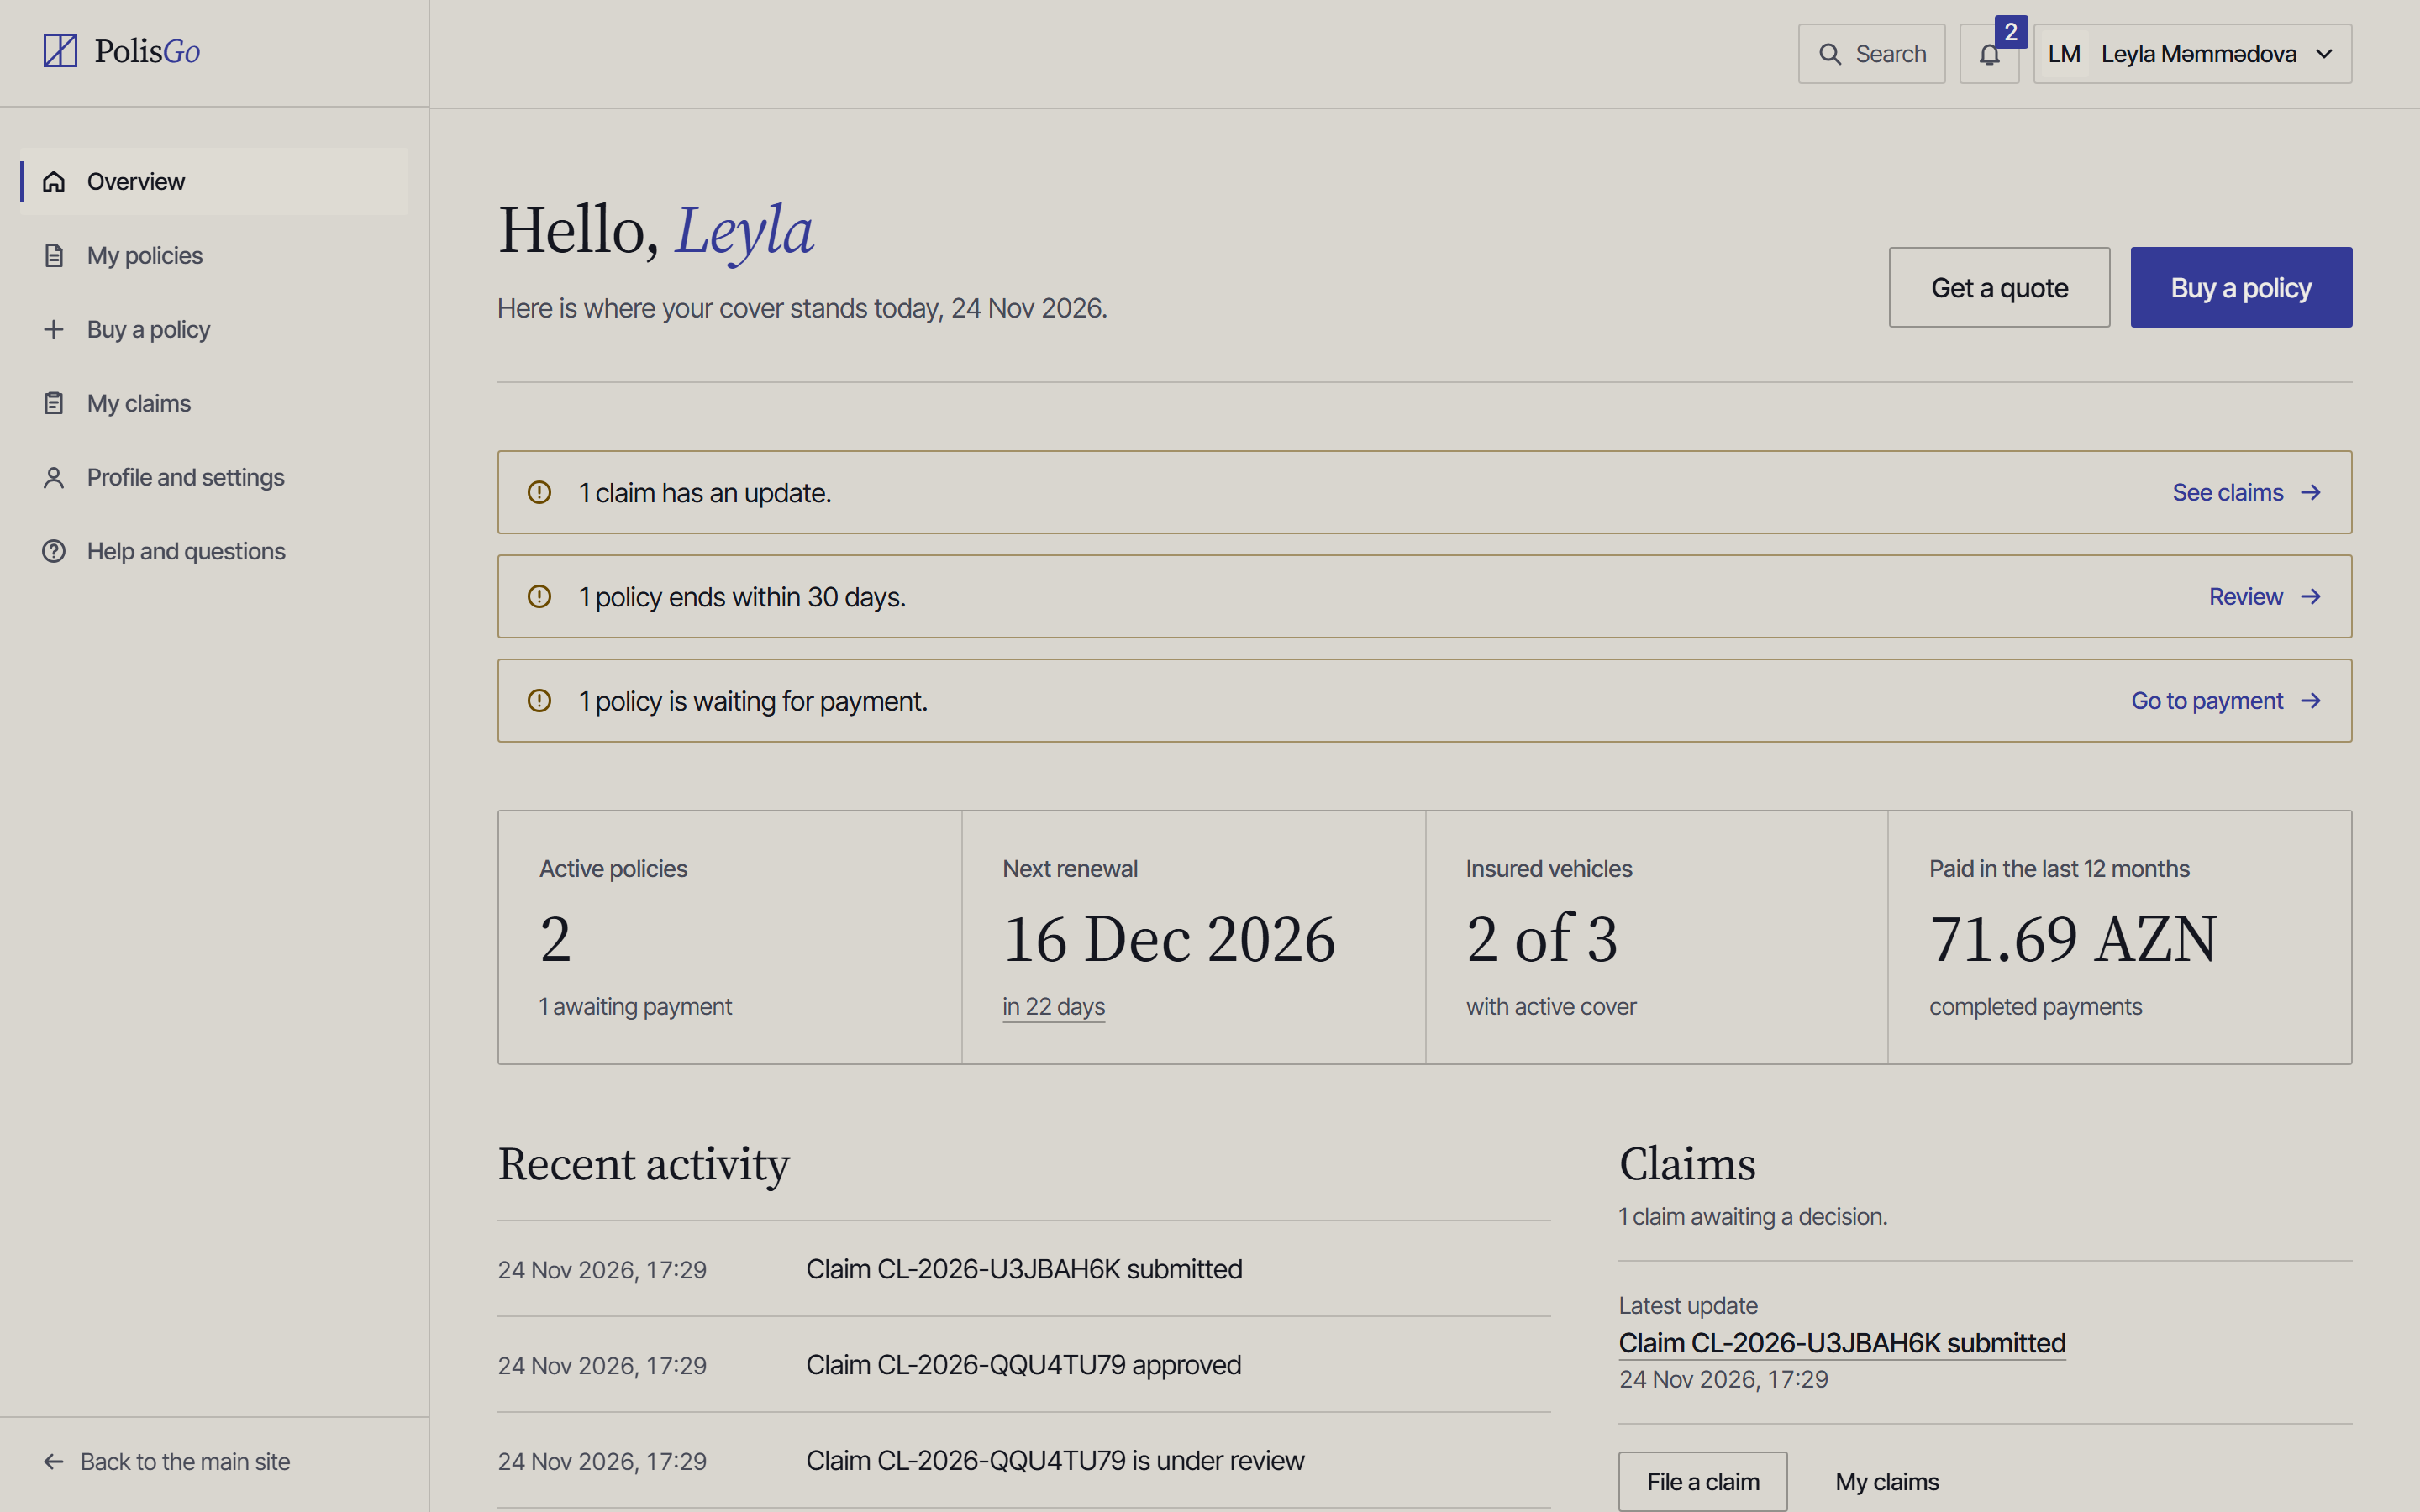 PolisGo
Search
2
LM Leyla Məmmədova
Overview
My policies
Buy a policy
My claims
Profile and settings
Help and questions
Back to the main site
Hello, Leyla
Here is where your cover stands today, 24 Nov 2026.
Get a quote
Buy a policy
1 claim has an update.
See claims
1 policy ends within 30 days.
Review
1 policy is waiting for payment.
Go to payment
Active policies
2
1 awaiting payment
Next renewal
16 Dec 2026
in 22 days
Insured vehicles
2 of 3
with active cover
Paid in the last 12 months
71.69 AZN
completed payments
Recent activity
24 Nov 2026, 17:29 Claim CL-2026-U3JBAH6K submitted
24 Nov 2026, 17:29 Claim CL-2026-QQU4TU79 approved
24 Nov 2026, 17:29 Claim CL-2026-QQU4TU79 is under review
Claims
1 claim awaiting a decision.
Latest update
Claim CL-2026-U3JBAH6K submitted
24 Nov 2026, 17:29
File a claim
My claims